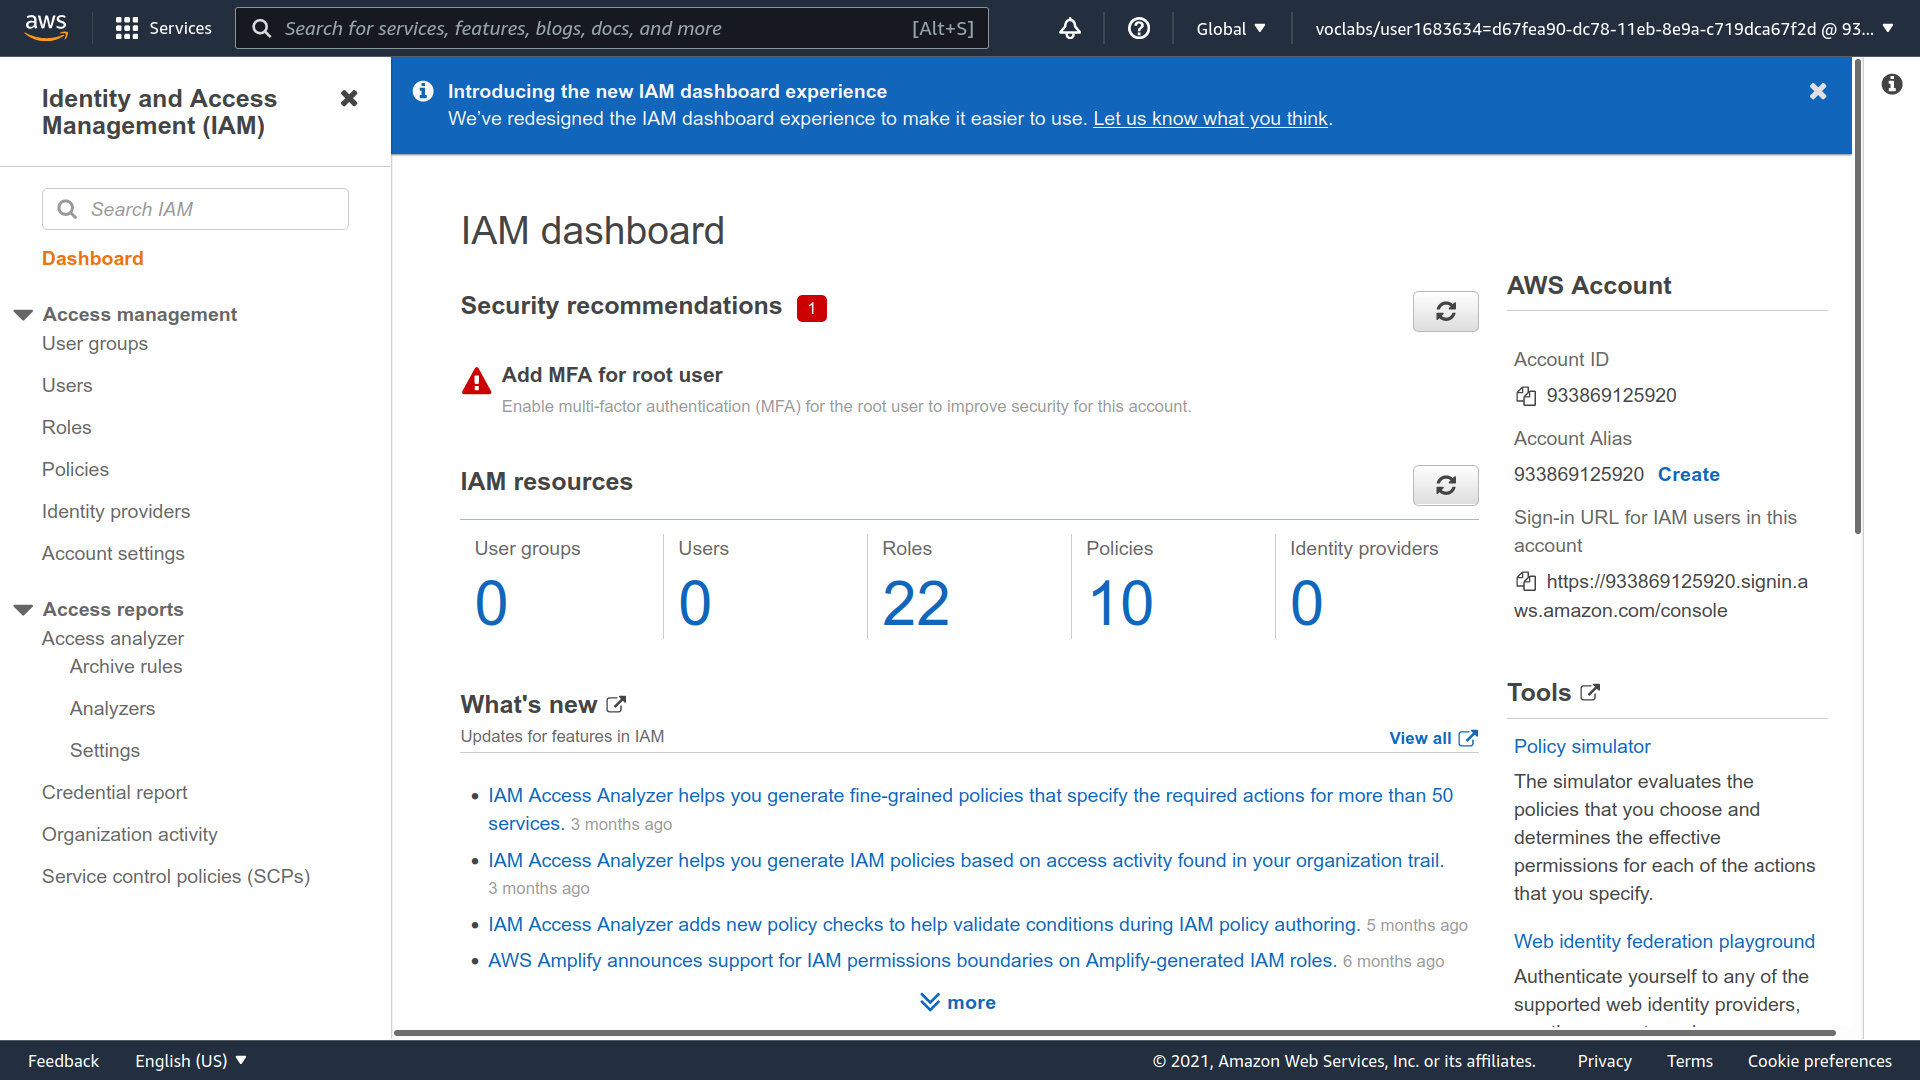 aws
Services
Search for services, features, blogs, docs, and more
[Alt+S]
Global
voclabs/user1683634=d67fea90-dc78-11eb-8e9a-c719dca67f2d @ 93...
Identity and Access
Management (IAM)
Search IAM
Dashboard
Access management
User groups
Users
Roles
Policies
Identity providers
Account settings
Access reports
Access analyzer
Archive rules
Analyzers
Settings
Credential report
Organization activity
Service control policies (SCPs)
Introducing the new IAM dashboard experience
We’ve redesigned the IAM dashboard experience to make it easier to use. Let us know what you think.
IAM dashboard
Security recommendations 1
Add MFA for root user
Enable multi-factor authentication (MFA) for the root user to improve security for this account.
IAM resources
User groups
0
Users
0
Roles
22
Policies
10
Identity providers
0
What's new
Updates for features in IAM
View all
• IAM Access Analyzer helps you generate fine-grained policies that specify the required actions for more than 50
services. 3 months ago
• IAM Access Analyzer helps you generate IAM policies based on access activity found in your organization trail.
3 months ago
• IAM Access Analyzer adds new policy checks to help validate conditions during IAM policy authoring. 5 months ago
• AWS Amplify announces support for IAM permissions boundaries on Amplify-generated IAM roles. 6 months ago
more
AWS Account
Account ID
933869125920
Account Alias
933869125920 Create
Sign-in URL for IAM users in this
account
https://933869125920.signin.a
ws.amazon.com/console
Tools
Policy simulator
The simulator evaluates the
policies that you choose and
determines the effective
permissions for each of the actions
that you specify.
Web identity federation playground
Authenticate yourself to any of the
supported web identity providers,
Feedback
English (US)
© 2021, Amazon Web Services, Inc. or its affiliates.
Privacy
Terms
Cookie preferences